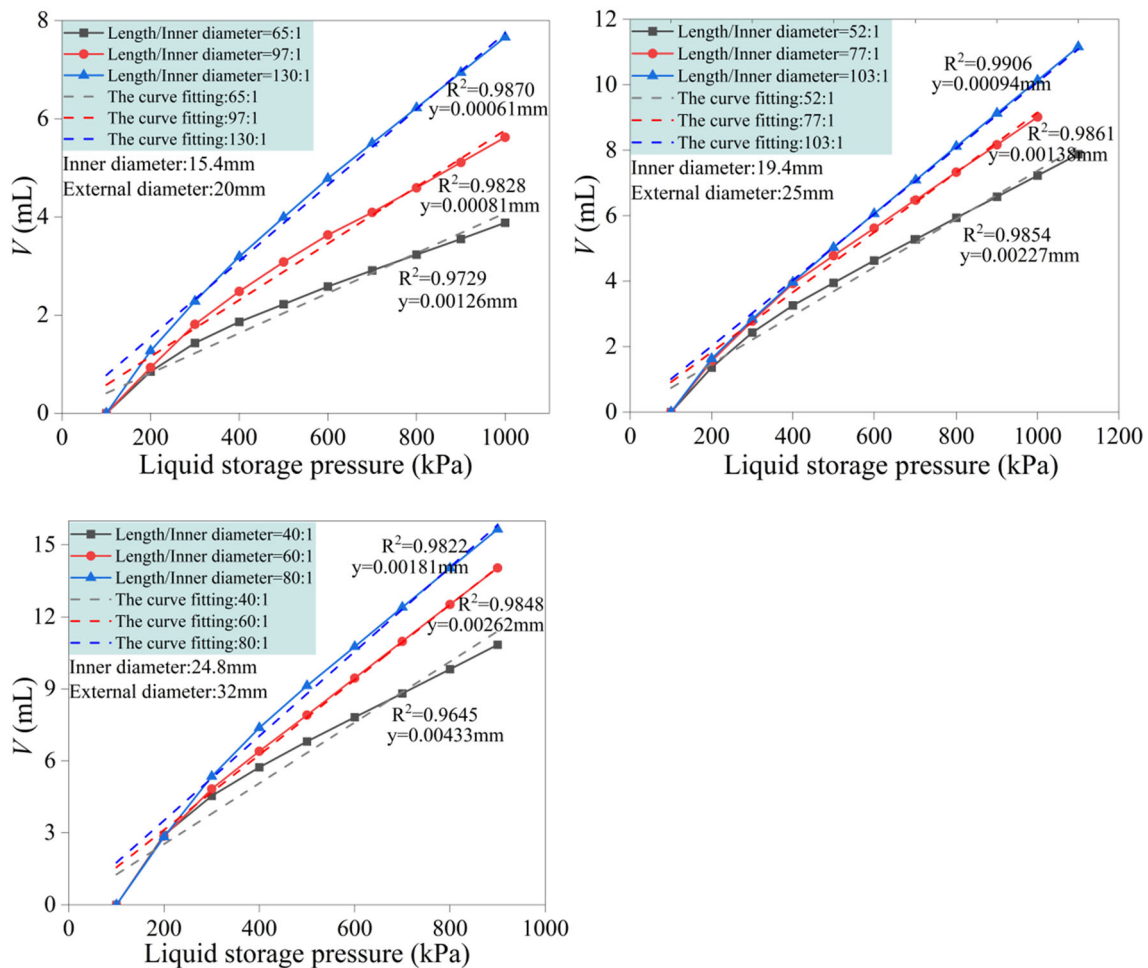 8
6
4
2
0
V (mL)
Length/Inner diameter=65:1
Length/Inner diameter=97:1
Length/Inner diameter=130:1
The curve fitting:65:1
The curve fitting:97:1
The curve fitting:130:1
Inner diameter:15.4mm
External diameter:20mm
R²=0.9870
y=0.00061mm
R²=0.9828
y=0.00081mm
R²=0.9729
y=0.00126mm
0 200 400 600 800 1000
Liquid storage pressure (kPa)
12
10
8
6
4
2
0
V (mL)
Length/Inner diameter=52:1
Length/Inner diameter=77:1
Length/Inner diameter=103:1
The curve fitting:52:1
The curve fitting:77:1
The curve fitting:103:1
Inner diameter:19.4mm
External diameter:25mm
R²=0.9906
y=0.00094mm
R²=0.9861
y=0.00138mm
R²=0.9854
y=0.00227mm
0 200 400 600 800 1000 1200
Liquid storage pressure (kPa)
15
12
9
6
3
0
V (mL)
Length/Inner diameter=40:1
Length/Inner diameter=60:1
Length/Inner diameter=80:1
The curve fitting:40:1
The curve fitting:60:1
The curve fitting:80:1
Inner diameter:24.8mm
External diameter:32mm
R²=0.9822
y=0.00181mm
R²=0.9848
y=0.00262mm
R²=0.9645
y=0.00433mm
0 200 400 600 800 1000
Liquid storage pressure (kPa)